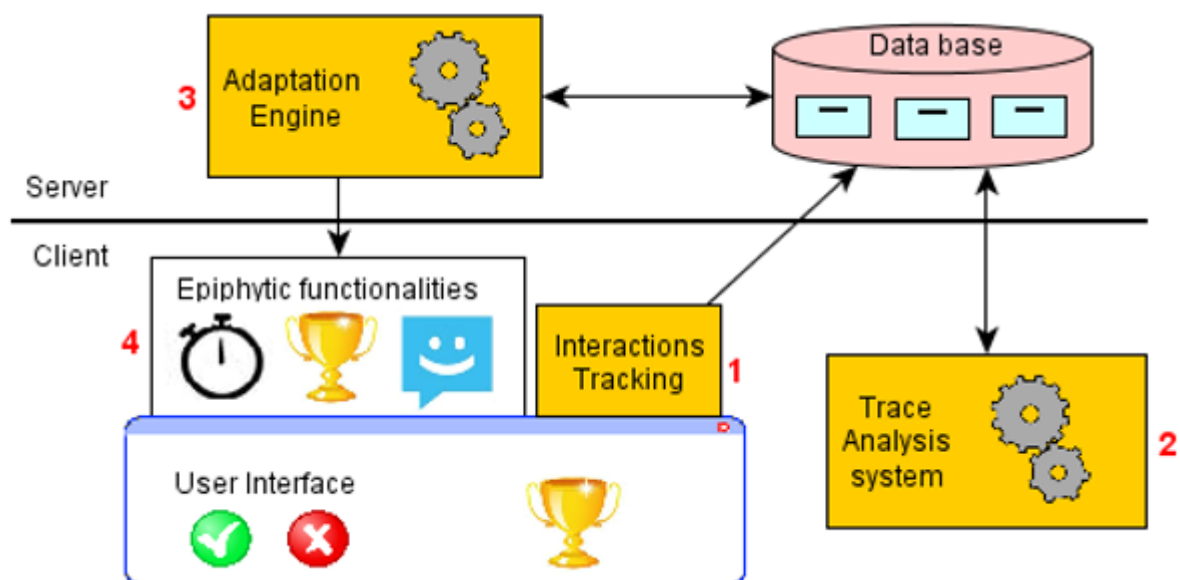 3
Adaptation
Engine
Data base
Server
Client
Epiphytic functionalities
4
Interactions
Tracking
1
Trace
Analysis
system
2
User Interface